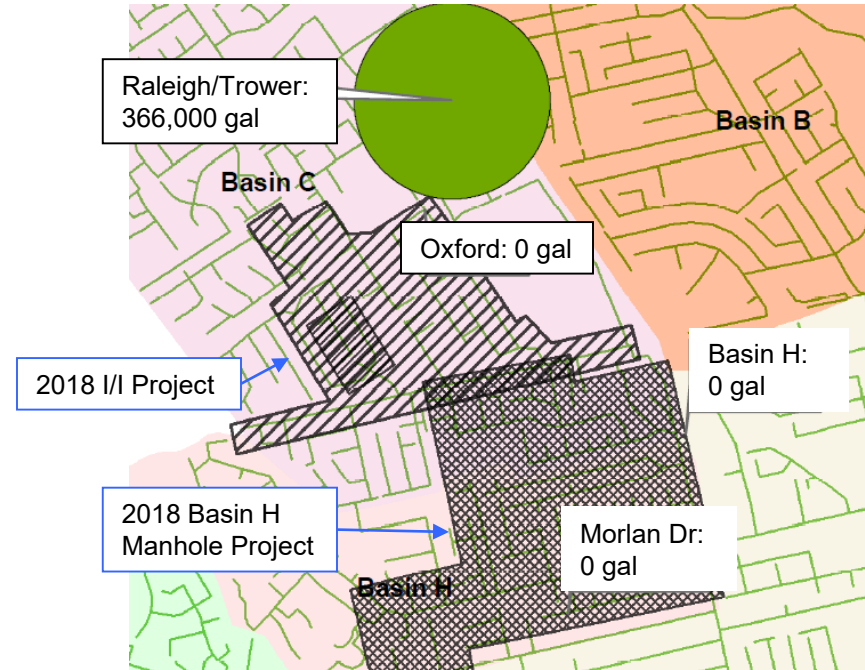 Raleigh/Trower:
366,000 gal
Basin B
Basin C
Oxford: 0 gal
Basin H:
0 gal
2018 I/I Project
2018 Basin H
Manhole Project
Morlan Dr:
0 gal
Basin H